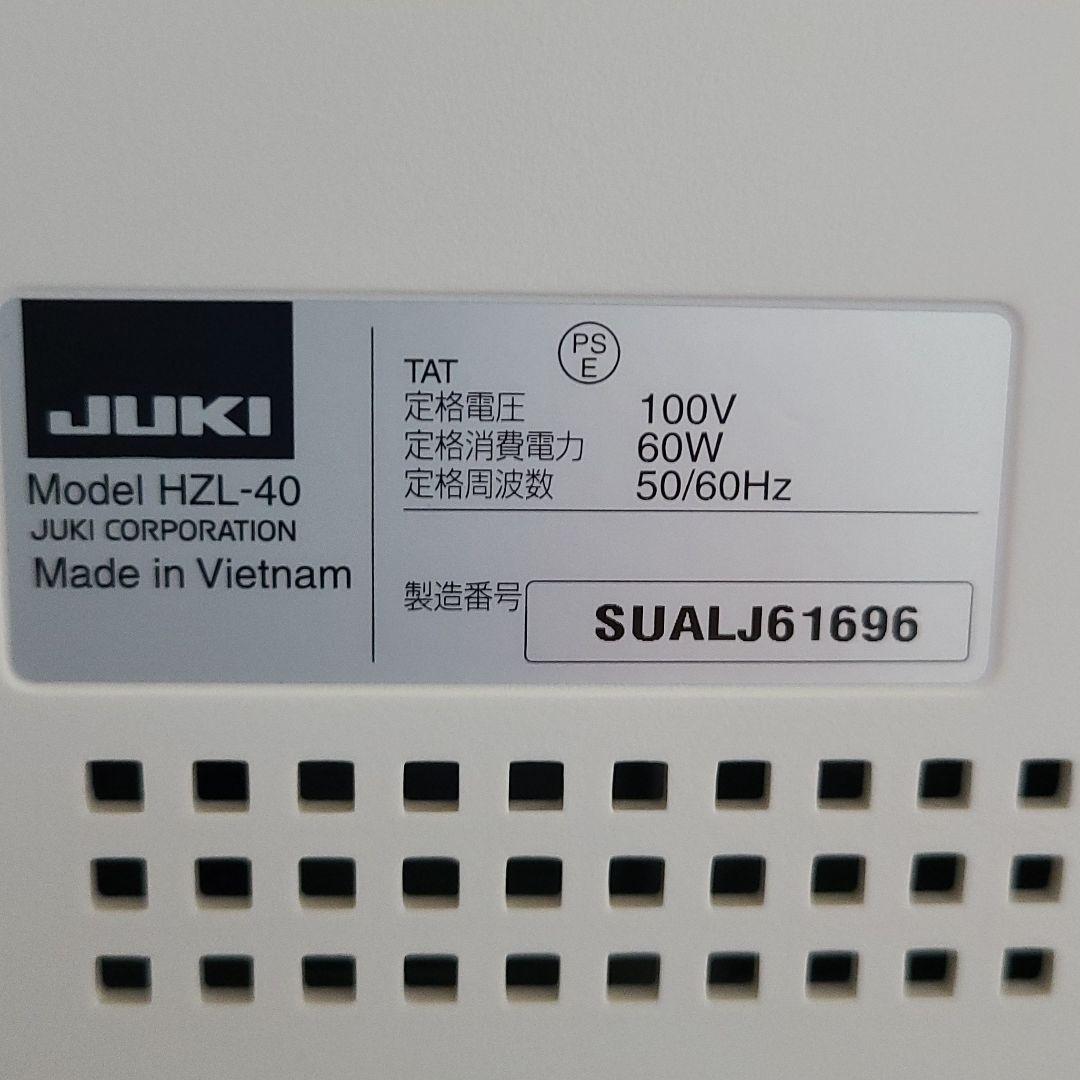 JUKI
Model HZL-40
JUKI CORPORATION
Made in Vietnam
TAT
PS
E
定格電圧 100V
定格消費電力 60W
定格周波数 50/60Hz
製造番号 SUALJ61696